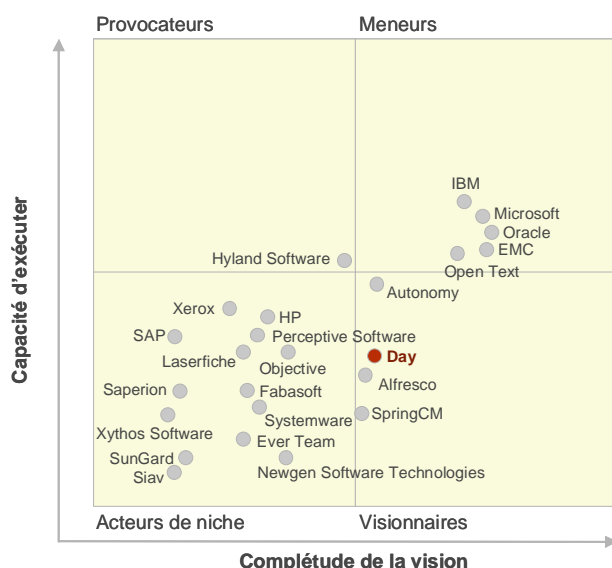 Provocateurs
Meneurs
Capacité d'exécuter
IBM
Microsoft
Oracle
EMC
Open Text
Hyland Software
Autonomy
Xerox
HP
SAP
Perceptive Software
Laserfiche
Objective
Day
Alfresco
Saperion
Fabasoft
Systemware
SpringCM
Xythos Software
Ever Team
SunGard
Newgen Software Technologies
Siav
Acteurs de niche
Visionnaires
Complétude de la vision